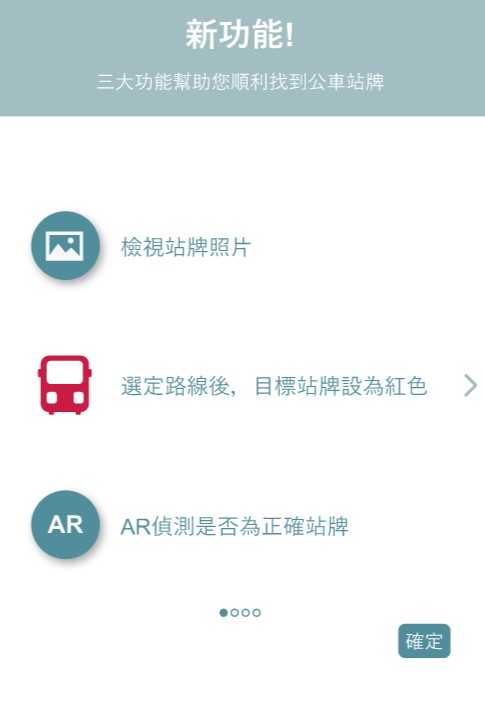 新功能!
三大功能幫助您順利找到公車站牌
檢視站牌照片
選定路線後，目標站牌設為紅色
AR
AR偵測是否為正確站牌
確定